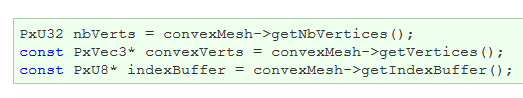 PxU32 nbVerts = convexMesh->getNbVertices();
const PxVec3* convexVerts = convexMesh->getVertices();
const PxU8* indexBuffer = convexMesh->getIndexBuffer();